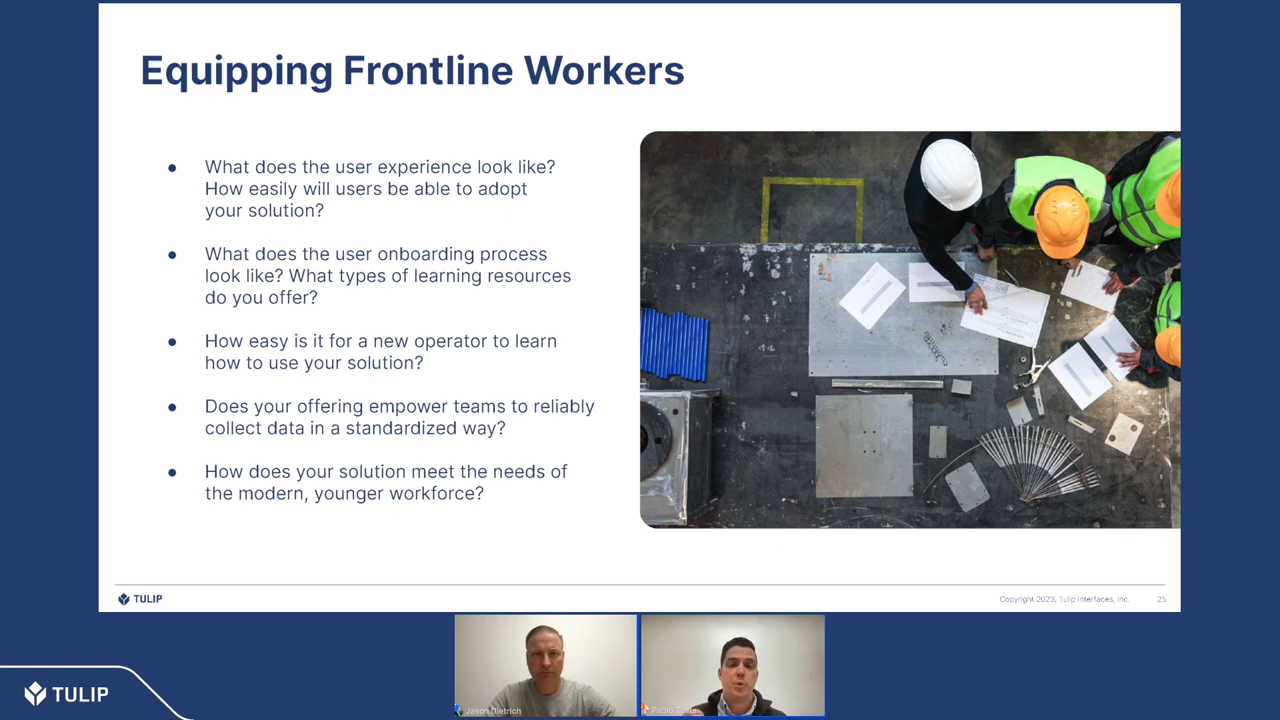 Equipping Frontline Workers
● What does the user experience look like?
How easily will users be able to adopt
your solution?
● What does the user onboarding process
look like? What types of learning resources
do you offer?
● How easy is it for a new operator to learn
how to use your solution?
● Does your offering empower teams to reliably
collect data in a standardized way?
● How does your solution meet the needs of
the modern, younger workforce?
TULIP
Copyright 2023, Tulip Interfaces, Inc. 25
Jason Dietrich
TULIP